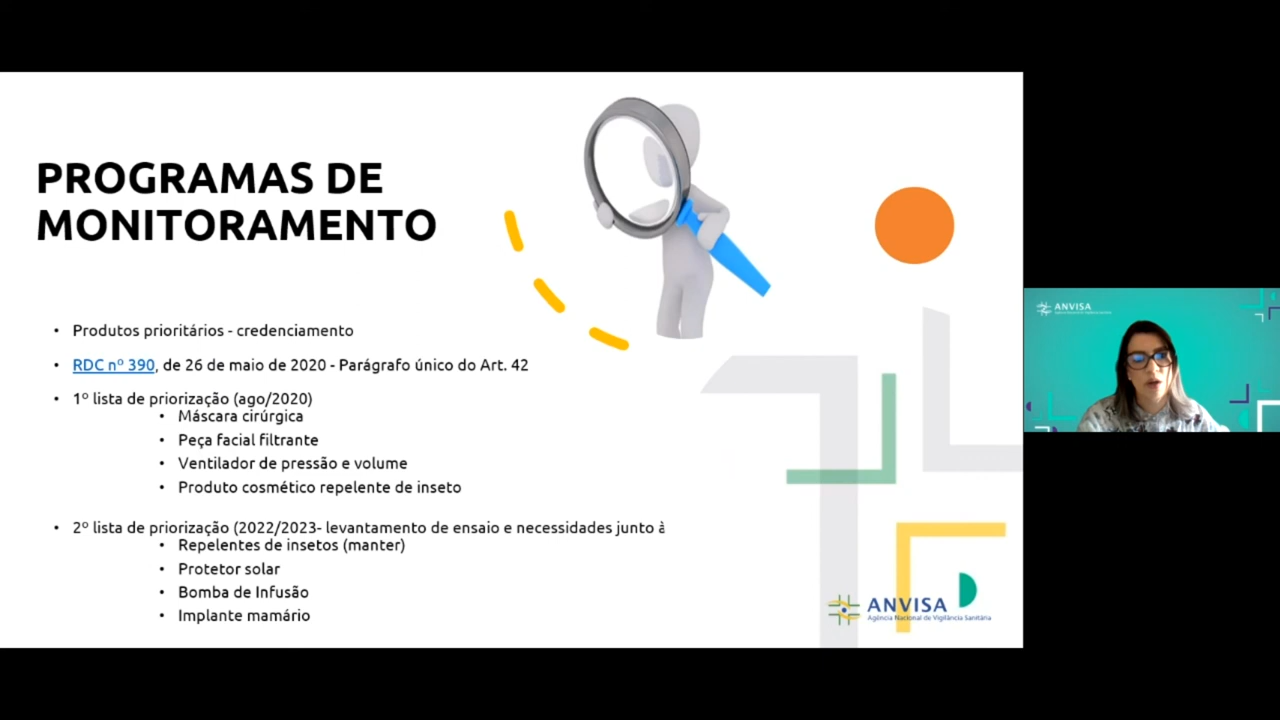 PROGRAMAS DE
MONITORAMENTO
• Produtos prioritários - credenciamento
• RDC nº 390, de 26 de maio de 2020 - Parágrafo único do Art. 42
• 1º lista de priorização (ago/2020)
• Máscara cirúrgica
• Peça facial filtrante
• Ventilador de pressão e volume
• Produto cosmético repelente de inseto
• 2º lista de priorização (2022/2023- levantamento de ensaio e necessidades junto à
• Repelentes de insetos (manter)
• Protetor solar
• Bomba de Infusão
• Implante mamário
ANVISA
Agência Nacional de Vigilância Sanitária
ANVISA